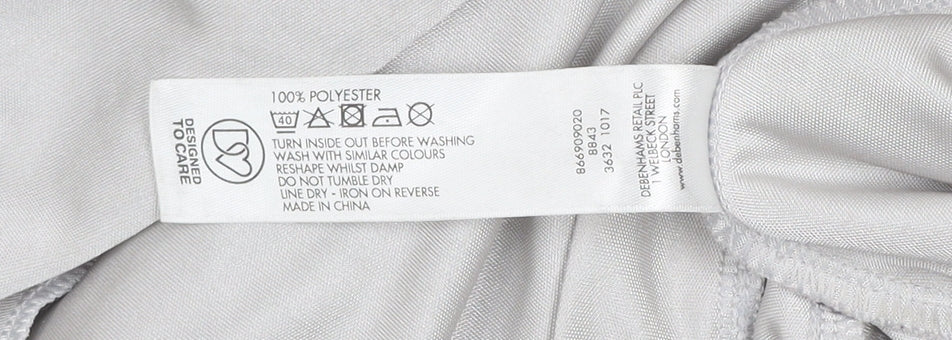 DESIGNED
TO CARE
100% POLYESTER
40
TURN INSIDE OUT BEFORE WASHING
WASH WITH SIMILAR COLOURS
RESHAPE WHILST DAMP
DO NOT TUMBLE DRY
LINE DRY - IRON ON REVERSE
MADE IN CHINA
866909020
8843
3632 1017
DEBENHAMS RETAIL PLC
1 WELBECK STREET
LONDON
www.debenhams.com